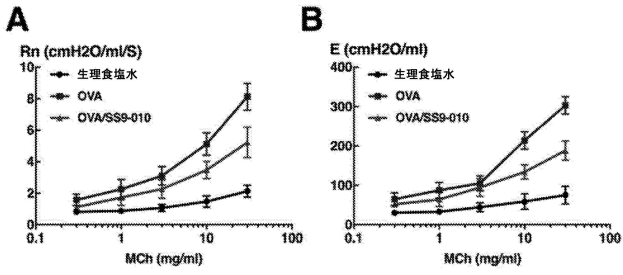 A
Rn (cmH2O/ml/S)
10
8
6
4
2
0
生理食塩水
OVA
OVA/SS9-010
0.1 1 10 100
MCh (mg/ml)
B
E (cmH2O/ml)
400
300
200
100
0
生理食塩水
OVA
OVA/SS9-010
0.1 1 10 100
MCh (mg/ml)